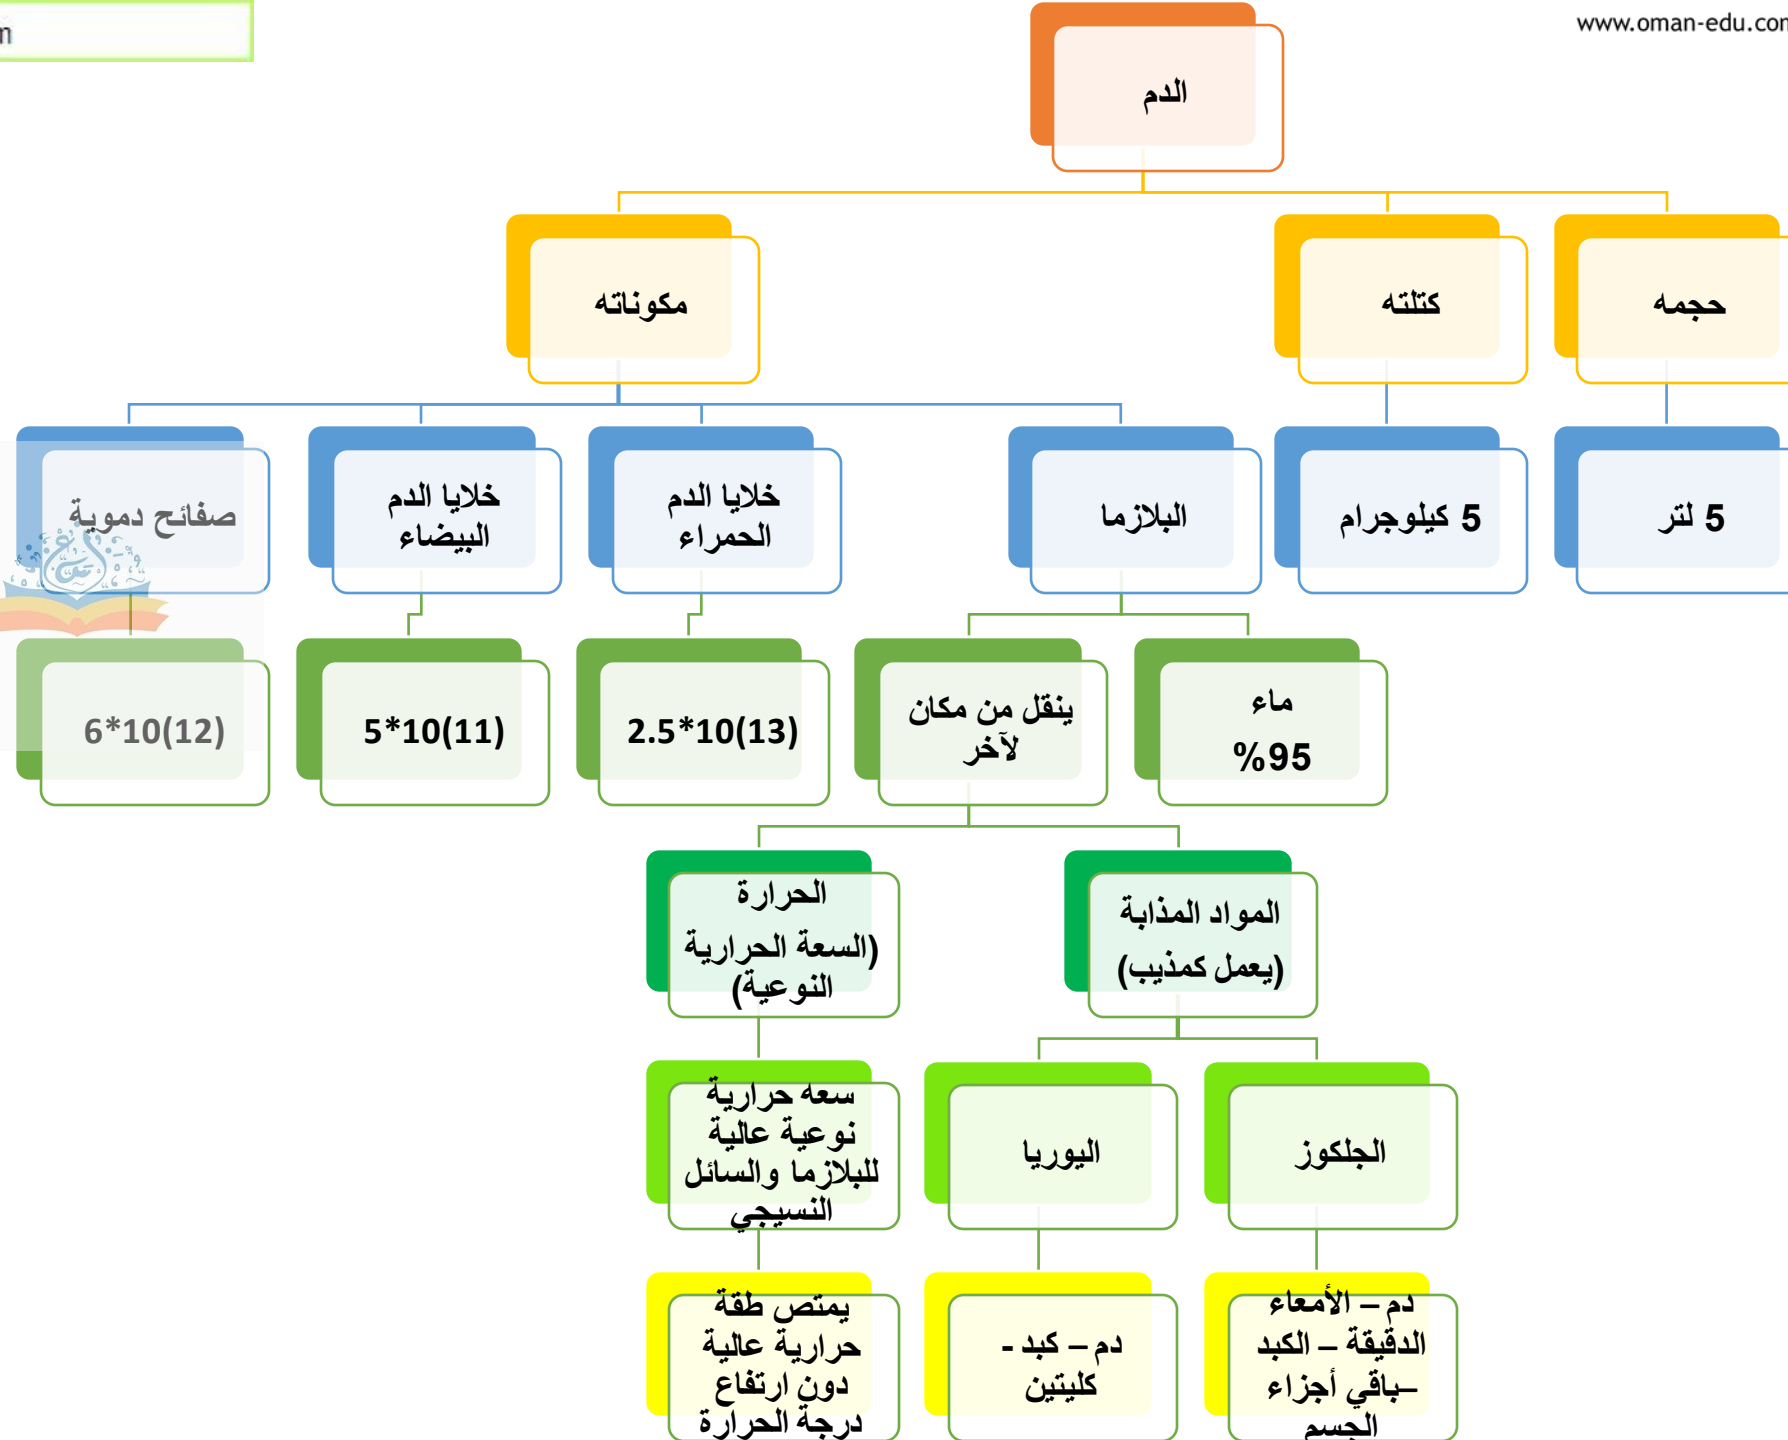 www.oman-edu.com
الدم
حجمه
كتلته
مكوناته
5 لتر
5 كيلوجرام
البلازما
خلايا الدم
الحمراء
خلايا الدم
البيضاء
صفائح دموية
ماء
%95
ينقل من مكان
لآخر
2.5*10(13)
5*10(11)
6*10(12)
المواد المذابة
(يعمل كمذيب)
الحرارة
(السعة الحرارية
النوعية)
الجلكوز
اليوريا
سعه حرارية
نوعية عالية
للبلازما والسائل
النسيجي
دم – الأمعاء
الدقيقة – الكبد
–باقي أجزاء
الجسم
دم – كبد -
كليتين
يمتص طقة
حرارية عالية
دون ارتفاع
درجة الحرارة